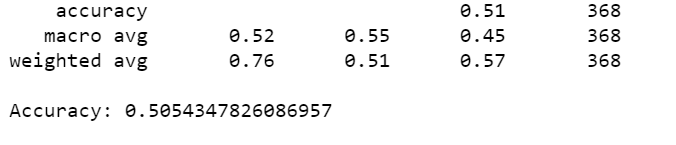 accuracy 0.51 368
macro avg 0.52 0.55 0.45 368
weighted avg 0.76 0.51 0.57 368
Accuracy: 0.5054347826086957